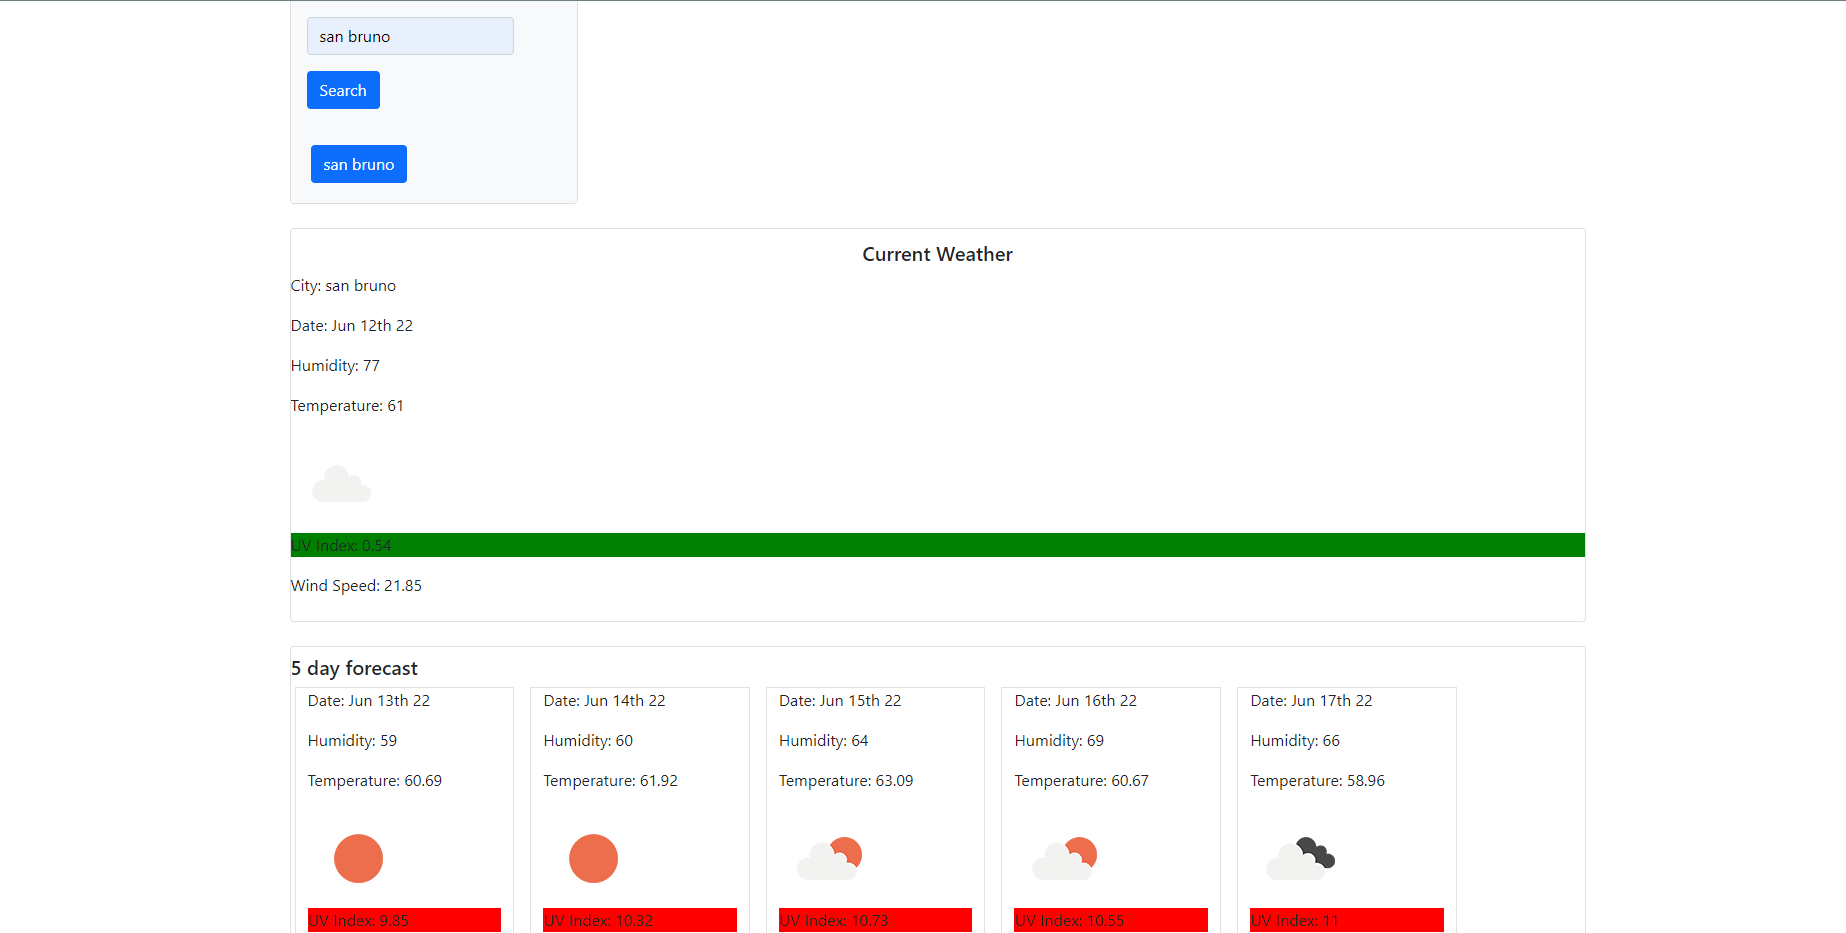 san bruno
Search
san bruno
Current Weather
City: san bruno
Date: Jun 12th 22
Humidity: 77
Temperature: 61
UV Index: 0.54
Wind Speed: 21.85
5 day forecast
Date: Jun 13th 22
Humidity: 59
Temperature: 60.69
UV Index: 9.85
Date: Jun 14th 22
Humidity: 60
Temperature: 61.92
UV Index: 10.32
Date: Jun 15th 22
Humidity: 64
Temperature: 63.09
UV Index: 10.73
Date: Jun 16th 22
Humidity: 69
Temperature: 60.67
UV Index: 10.55
Date: Jun 17th 22
Humidity: 66
Temperature: 58.96
UV Index: 11